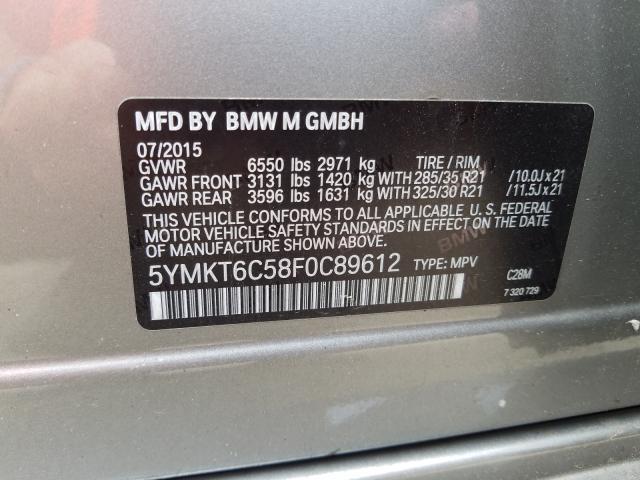 MFD BY BMW M GMBH
07/2015
GVWR 6550 lbs 2971 kg TIRE / RIM
GAWR FRONT 3131 lbs 1420 kg WITH 285/35 R21 /10.0J x 21
GAWR REAR 3596 lbs 1631 kg WITH 325/30 R21 /11.5J x 21
THIS VEHICLE CONFORMS TO ALL APPLICABLE U. S. FEDERAL
MOTOR VEHICLE SAFETY STANDARDS IN EFFECT ON THE DATE
OF MANUFACTURE SHOWN ABOVE.
5YMKT6C58F0C89612 TYPE: MPV C28M
7 320 729